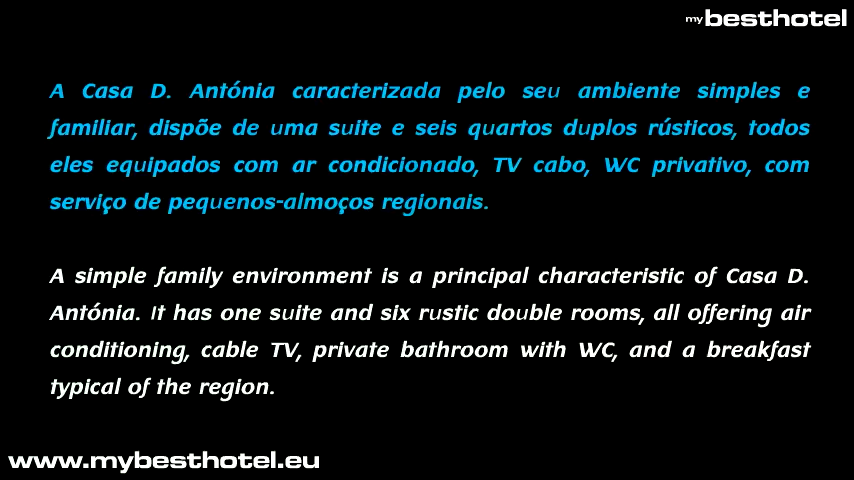 mybesthotel
A Casa D. Antónia caracterizada pelo seu ambiente simples e
familiar, dispõe de uma suite e seis quartos duplos rústicos, todos
eles equipados com ar condicionado, TV cabo, WC privativo, com
serviço de pequenos-almoços regionais.
A simple family environment is a principal characteristic of Casa D.
Antónia. It has one suite and six rustic double rooms, all offering air
conditioning, cable TV, private bathroom with WC, and a breakfast
typical of the region.
www.mybesthotel.eu